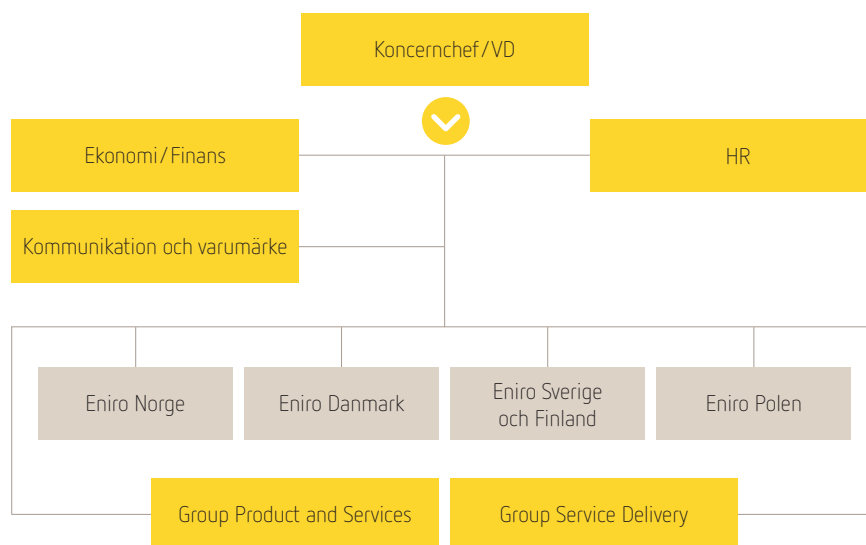 Koncernchef/VD
Ekonomi/Finans
HR
Kommunikation och varumärke
Eniro Norge
Eniro Danmark
Eniro Sverige
och Finland
Eniro Polen
Group Product and Services
Group Service Delivery